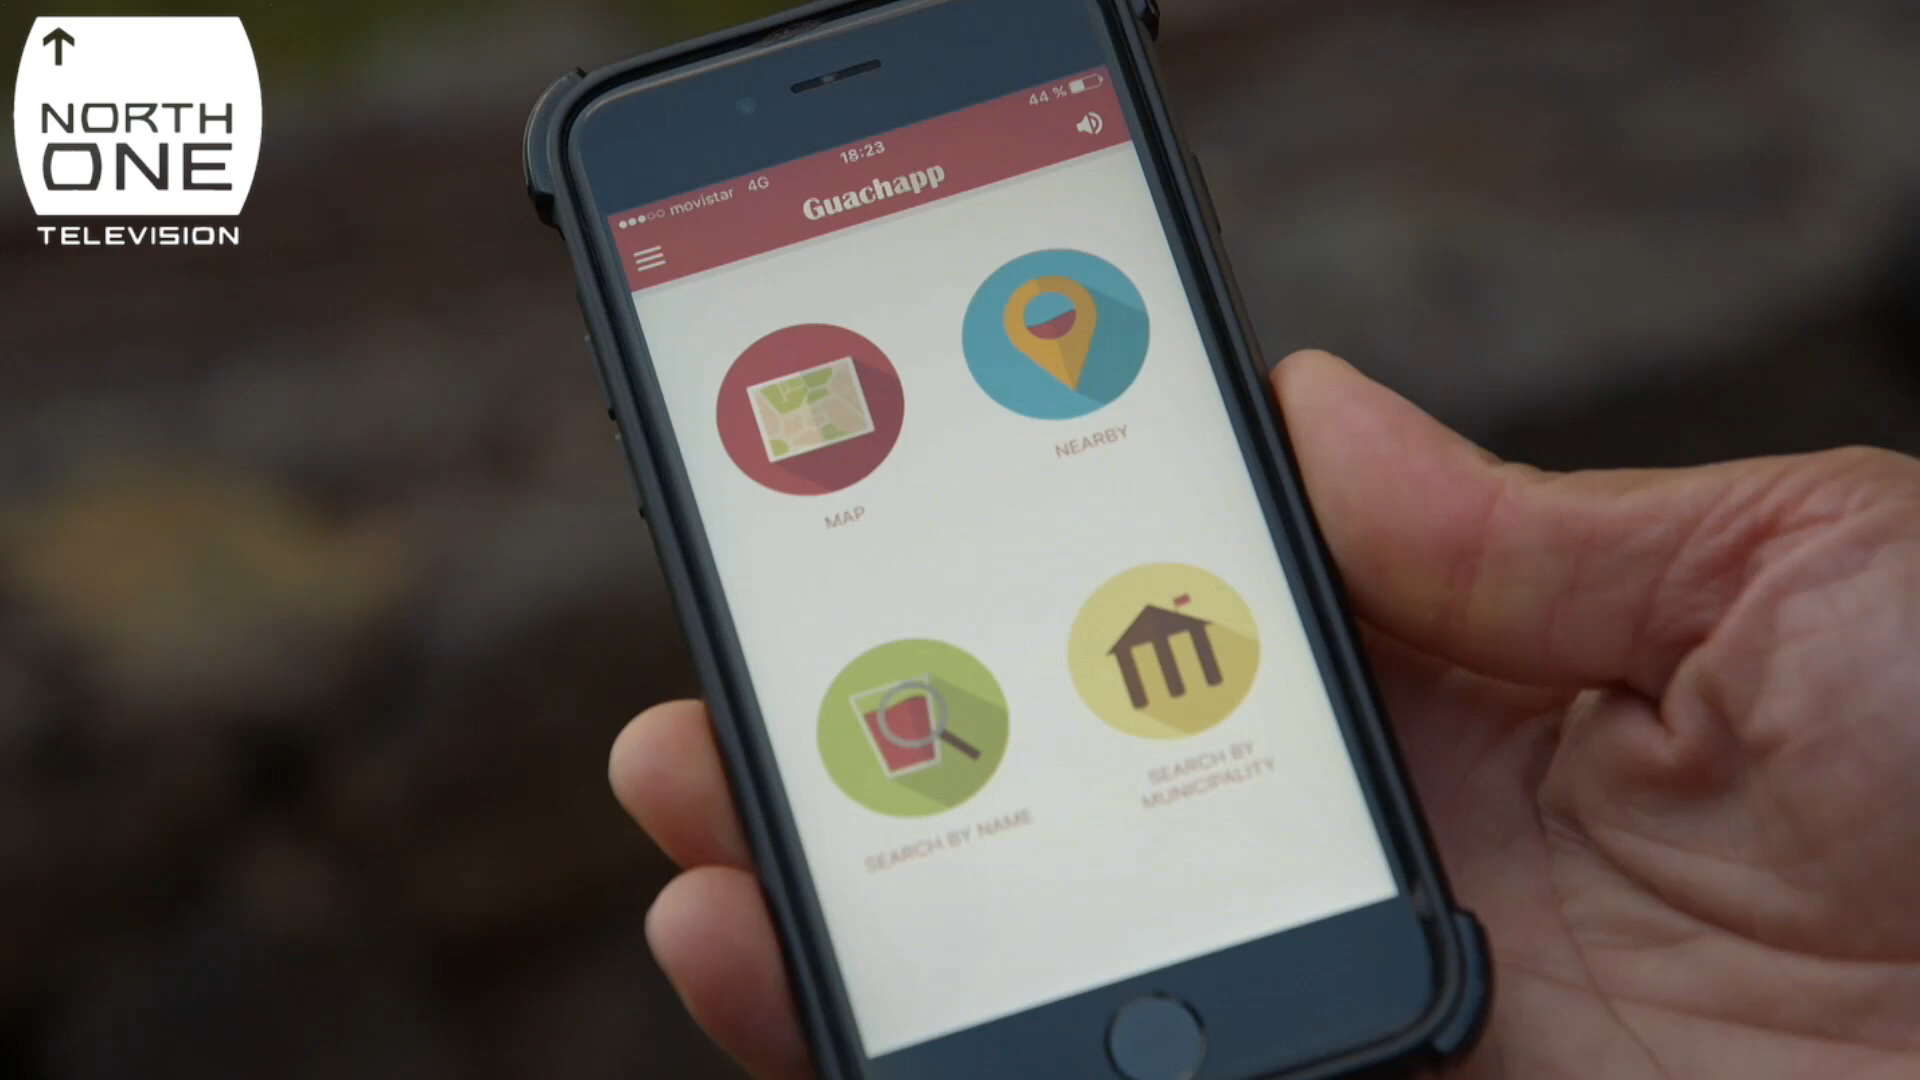 NORTH
ONE
TELEVISION
movistar 4G
18:23
44 %
Guachapp
MAP
NEARBY
SEARCH BY NAME
SEARCH BY
MUNICIPALITY